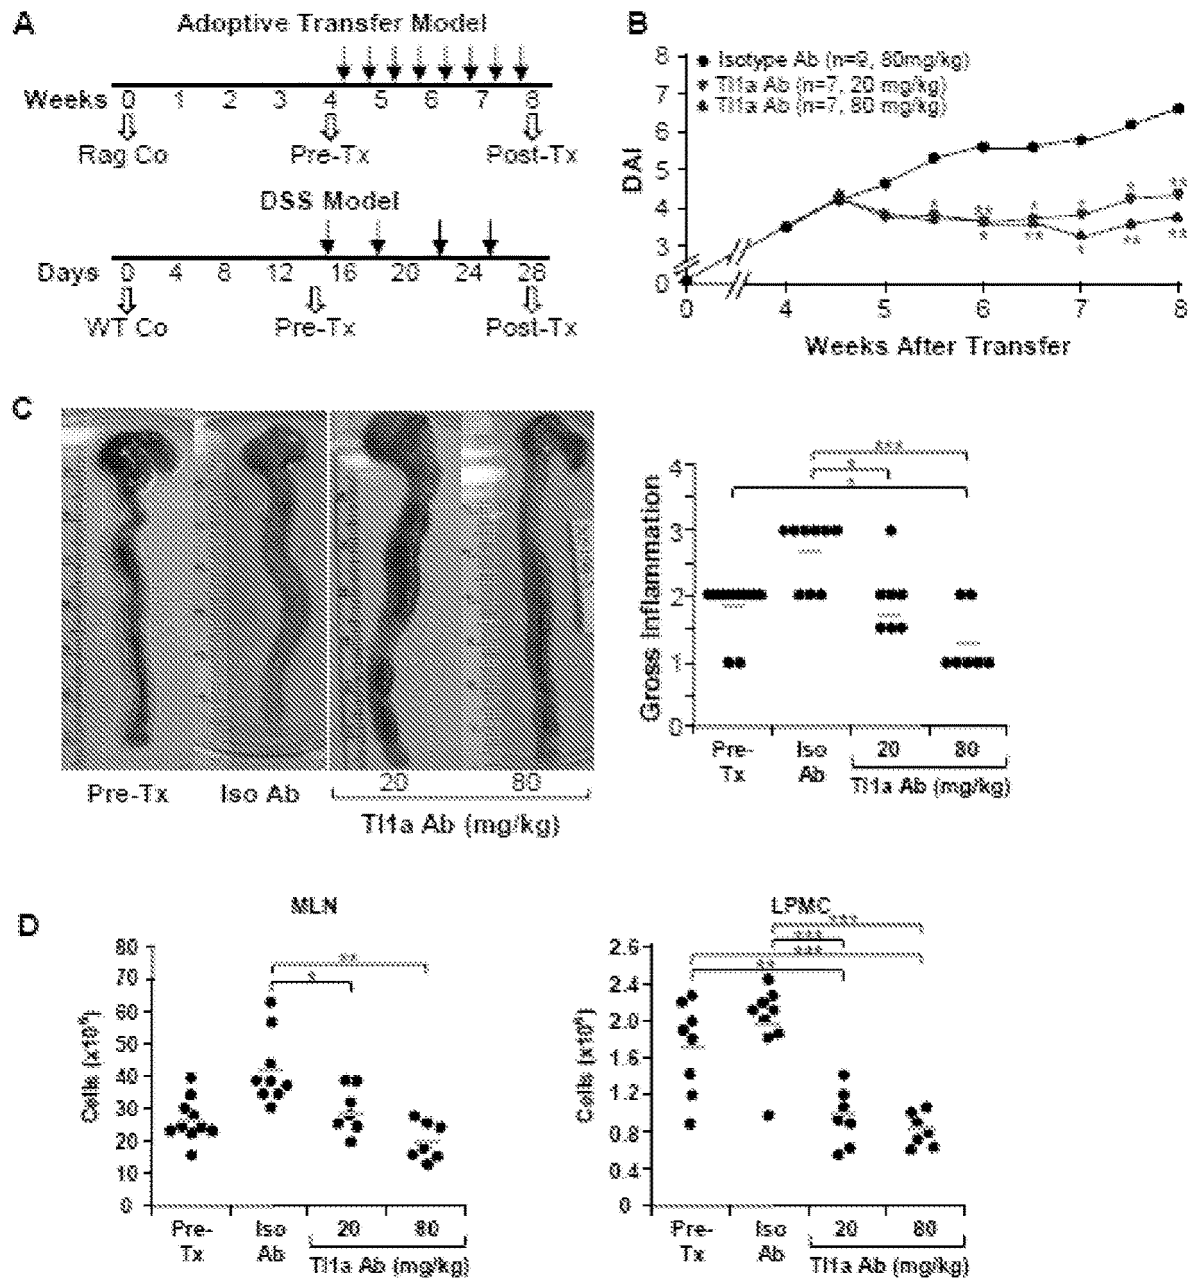 A
Adoptive Transfer Model
Weeks 0 1 2 3 4 5 6 7 8
Rag Co Pre-Tx Post-Tx
DSS Model
Days 0 4 8 12 16 20 24 28
WT Co Pre-Tx Post-Tx
B
Isotype Ab (n=9, 80mg/kg)
Tl1a Ab (n=7, 20 mg/kg)
Tl1a Ab (n=7, 80 mg/kg)
DAI
8
7
6
5
4
3
0
0 4 5 6 7 8
Weeks After Transfer
C
Pre-Tx Iso Ab 20 80
Tl1a Ab (mg/kg)
Gross Inflammation
4
3
2
1
0
***
*
*
Pre-Tx
Iso Ab
20 80
Tl1a Ab (mg/kg)
D
MLN
Cells (x10⁶)
80
70
60
50
40
30
20
10
0
**
*
Pre-Tx
Iso Ab
20 80
Tl1a Ab (mg/kg)
LPMC
Cells (x10⁶)
2.6
2.4
2.0
1.6
1.2
0.8
0.4
0
***
***
***
**
Pre-Tx
Iso Ab
20 80
Tl1a Ab (mg/kg)